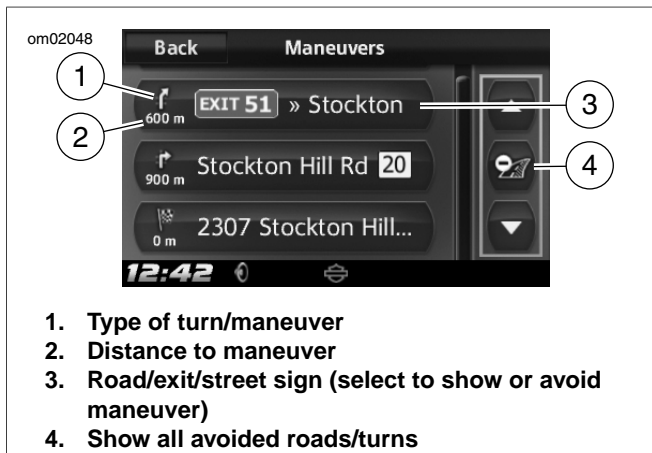 om02048
Back Maneuvers
1
600 m EXIT 51 » Stockton
2
3
900 m Stockton Hill Rd 20
4
0 m 2307 Stockton Hill...
12:42
1. Type of turn/maneuver
2. Distance to maneuver
3. Road/exit/street sign (select to show or avoid
maneuver)
4. Show all avoided roads/turns